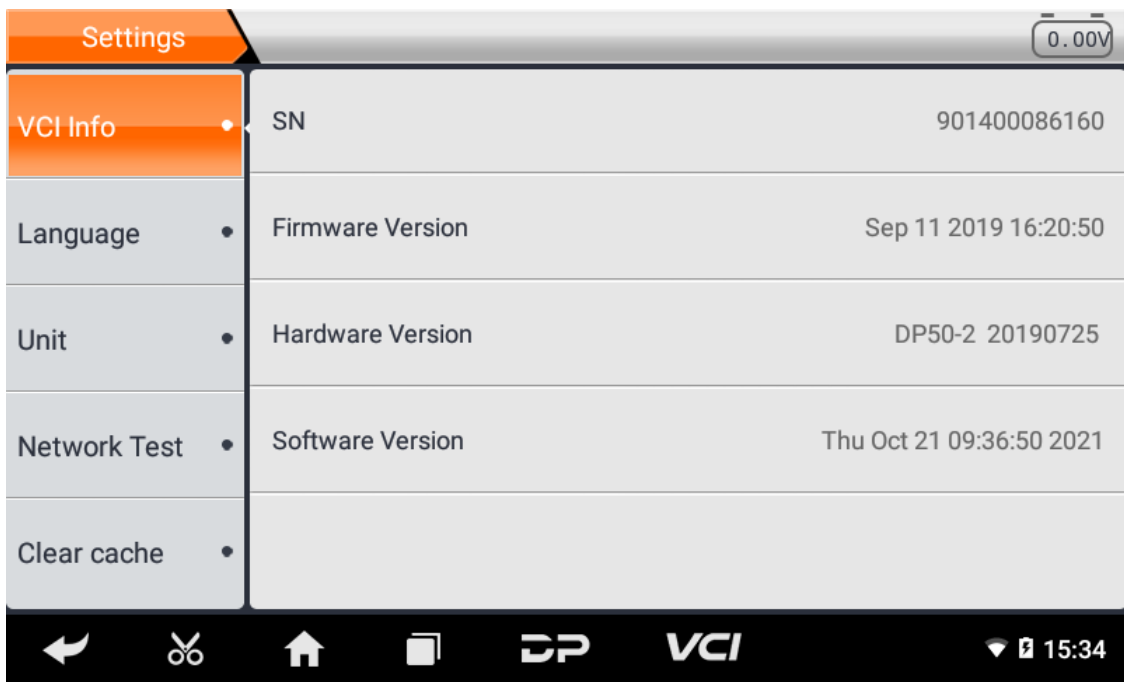 Settings
0.00V
VCI Info
SN
901400086160
Language
Firmware Version
Sep 11 2019 16:20:50
Unit
Hardware Version
DP50-2  20190725
Network Test
Software Version
Thu Oct 21 09:36:50 2021
Clear cache
DP
VCI
15:34